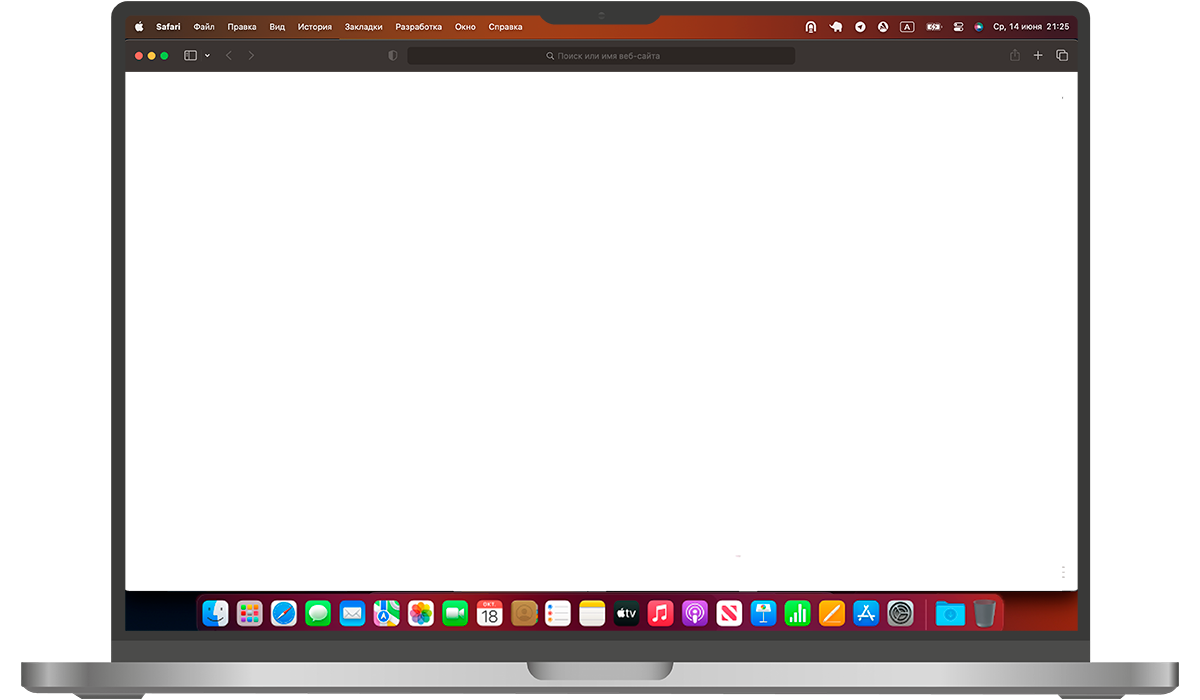 Safari Файл Правка Вид История Закладки Разработка Окно Справка A Ср, 14 июня 21:25
Поиск или имя веб-сайта
ОКТ.
18
tv